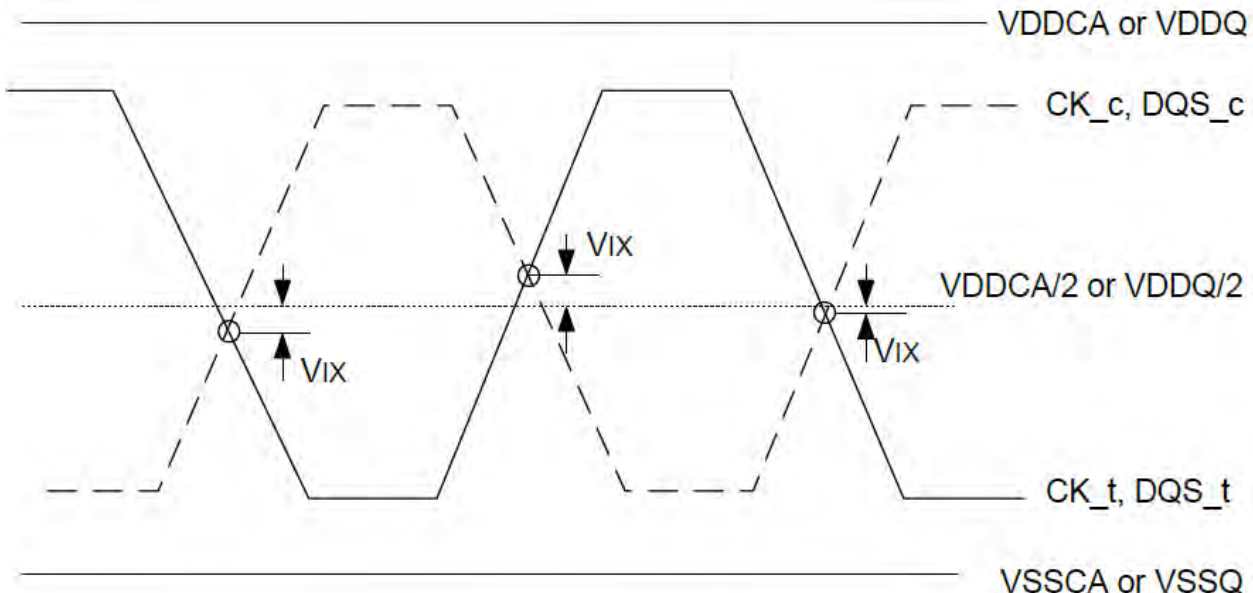 VDDCA or VDDQ
CK_c, DQS_c
VIX
VDDCA/2 or VDDQ/2
VIX
VIX
CK_t, DQS_t
VSSCA or VSSQ